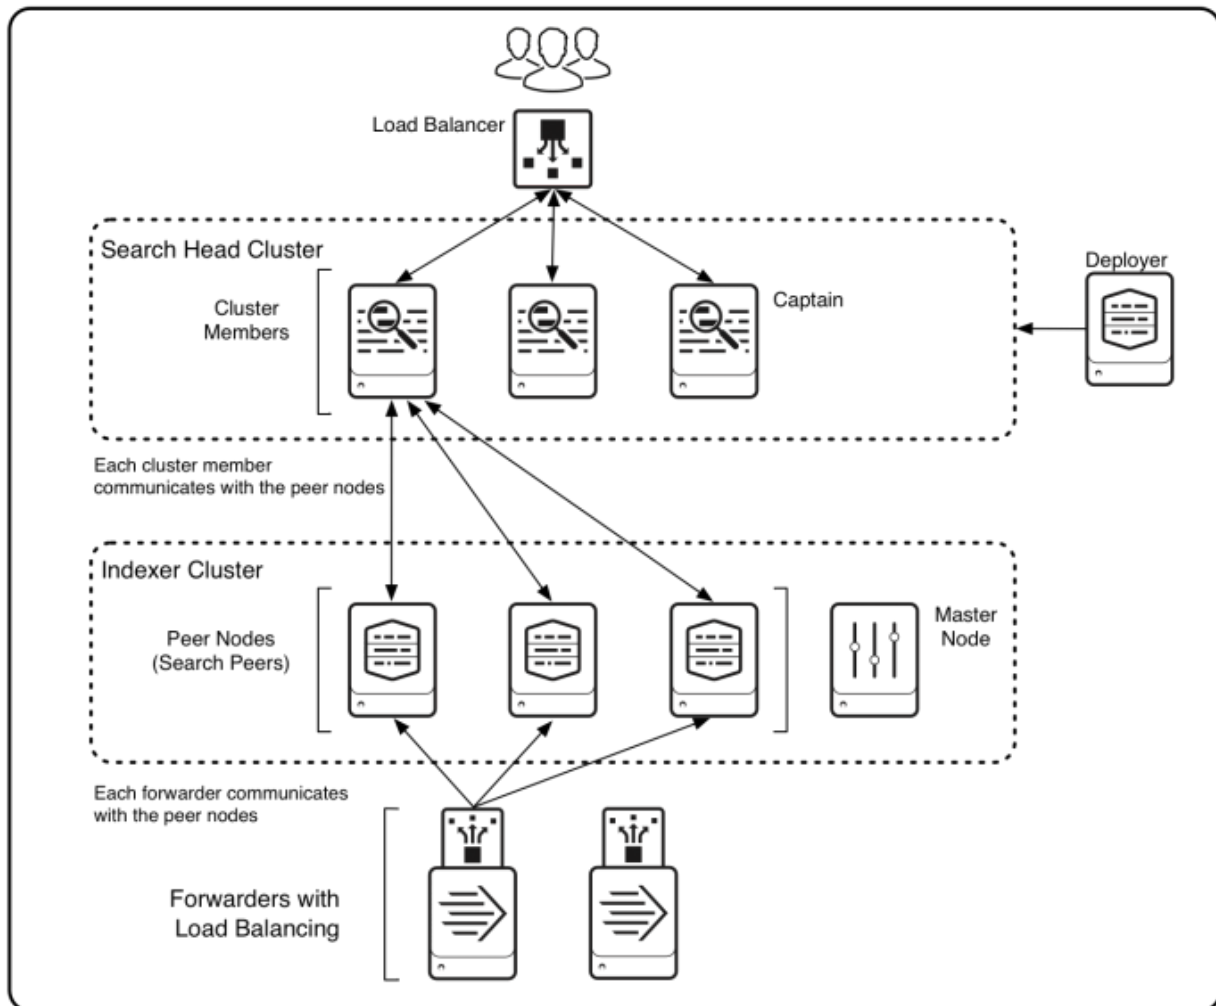 Load Balancer
Search Head Cluster
Deployer
Cluster
Members
Captain
Each cluster member
communicates with the peer nodes
Indexer Cluster
Peer Nodes
(Search Peers)
Master
Node
Each forwarder communicates
with the peer nodes
Forwarders with
Load Balancing